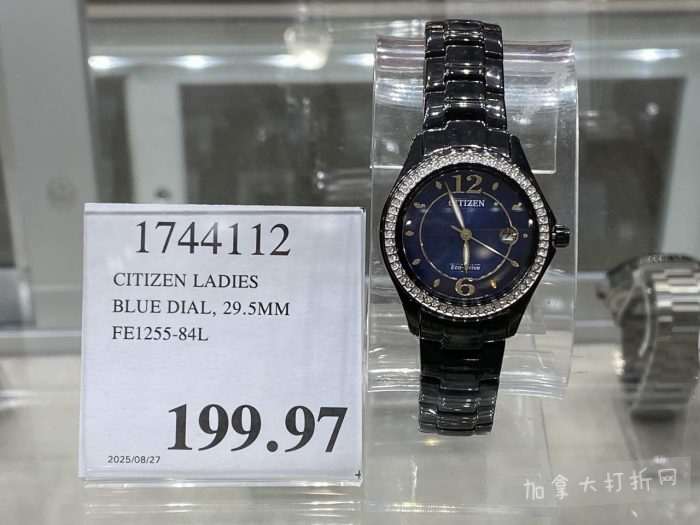 1744112
CITIZEN LADIES
BLUE DIAL, 29.5MM
FE1255-84L
199.97
2025/08/27
12
CITIZEN
Eco-Drive
6
加拿大打折网